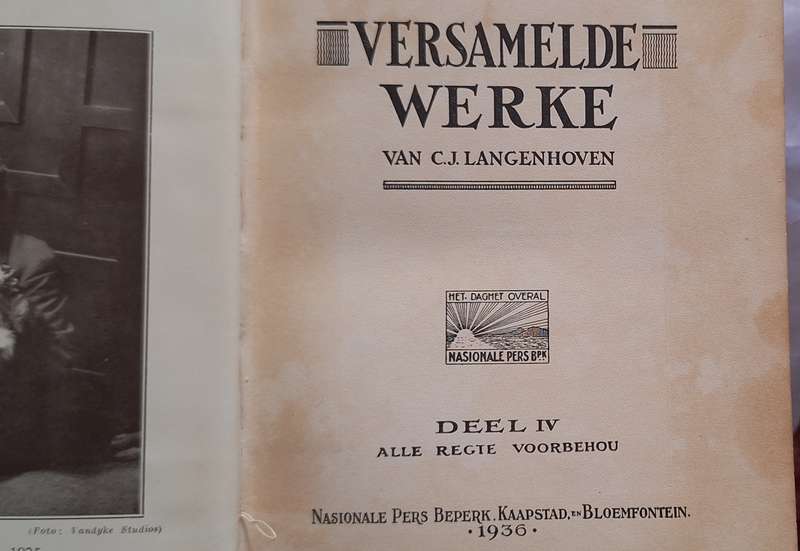 VERSAMELDE
WERKE
VAN C.J. LANGENHOVEN
HET DAGHET OVERAL
NASIONALE PERS BPK
DEEL IV
ALLE REGTE VOORBEHOU
NASIONALE PERS BEPERK, KAAPSTAD, EN BLOEMFONTEIN.
· 1936 ·
(Foto: Vandyke Studios)